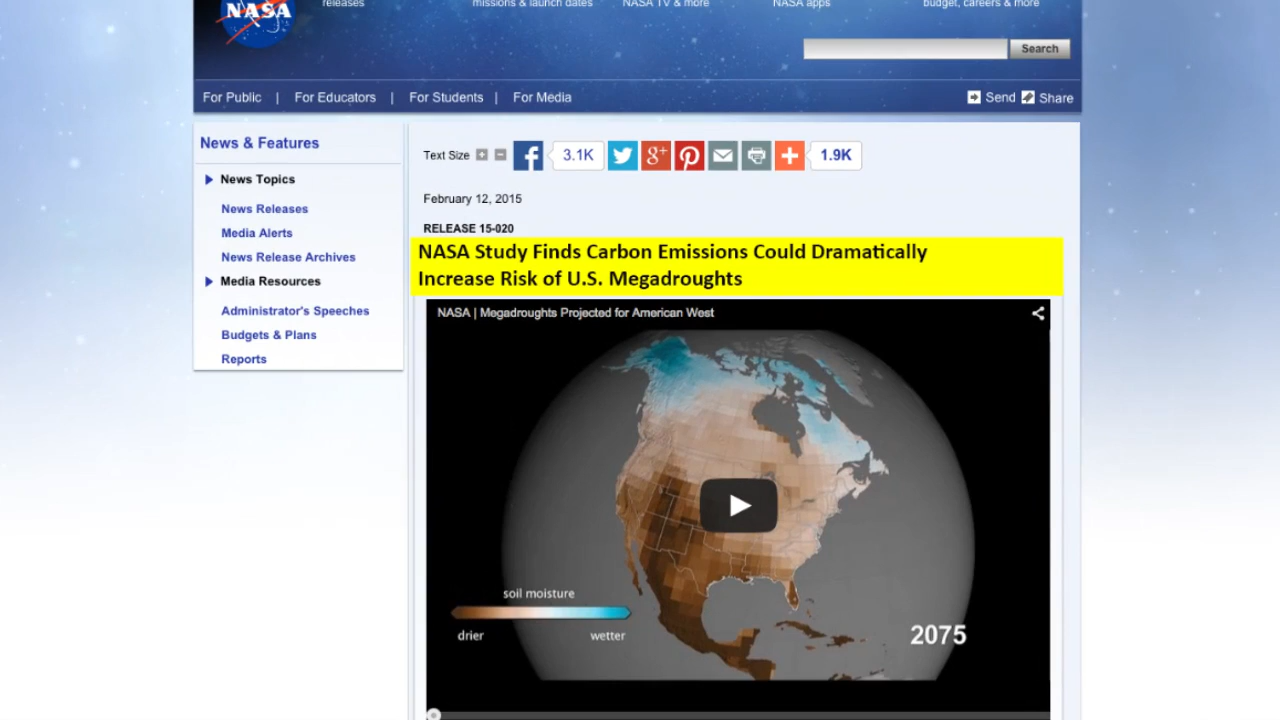 NASA
releases
missions & launch dates
NASA TV & more
NASA apps
budget, careers & more
Search
For Public | For Educators | For Students | For Media
Send Share
News & Features
News Topics
News Releases
Media Alerts
News Release Archives
Media Resources
Administrator's Speeches
Budgets & Plans
Reports
Text Size + - f 3.1K g+ + 1.9K
February 12, 2015
RELEASE 15-020
NASA Study Finds Carbon Emissions Could Dramatically
Increase Risk of U.S. Megadroughts
NASA | Megadroughts Projected for American West
soil moisture
drier wetter
2075